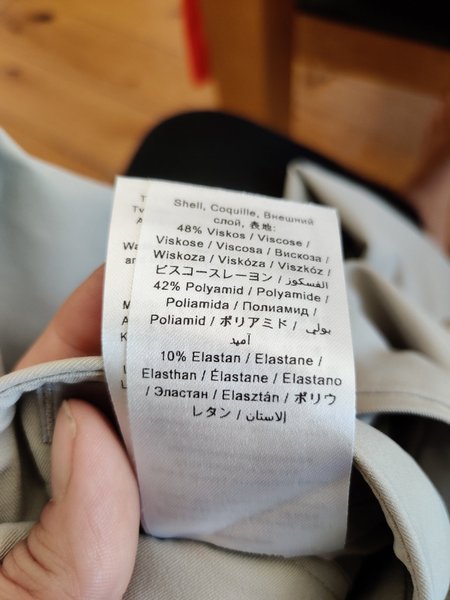 Shell, Coquille, Внешний
слой, 表地:
48% Viskos / Viscose /
Viskose / Viscosa / Вискоза /
Wiskoza / Viskóza / Viszkóz /
ビスコースレーヨン / الفسكوز
42% Polyamid / Polyamide /
Poliamida / Полиамид /
Poliamid / ポリアミド / بولي
آميد
10% Elastan / Elastane /
Elasthan / Élastane / Elastano
/ Эластан / Elasztán / ポリウ
レタン / الاستان